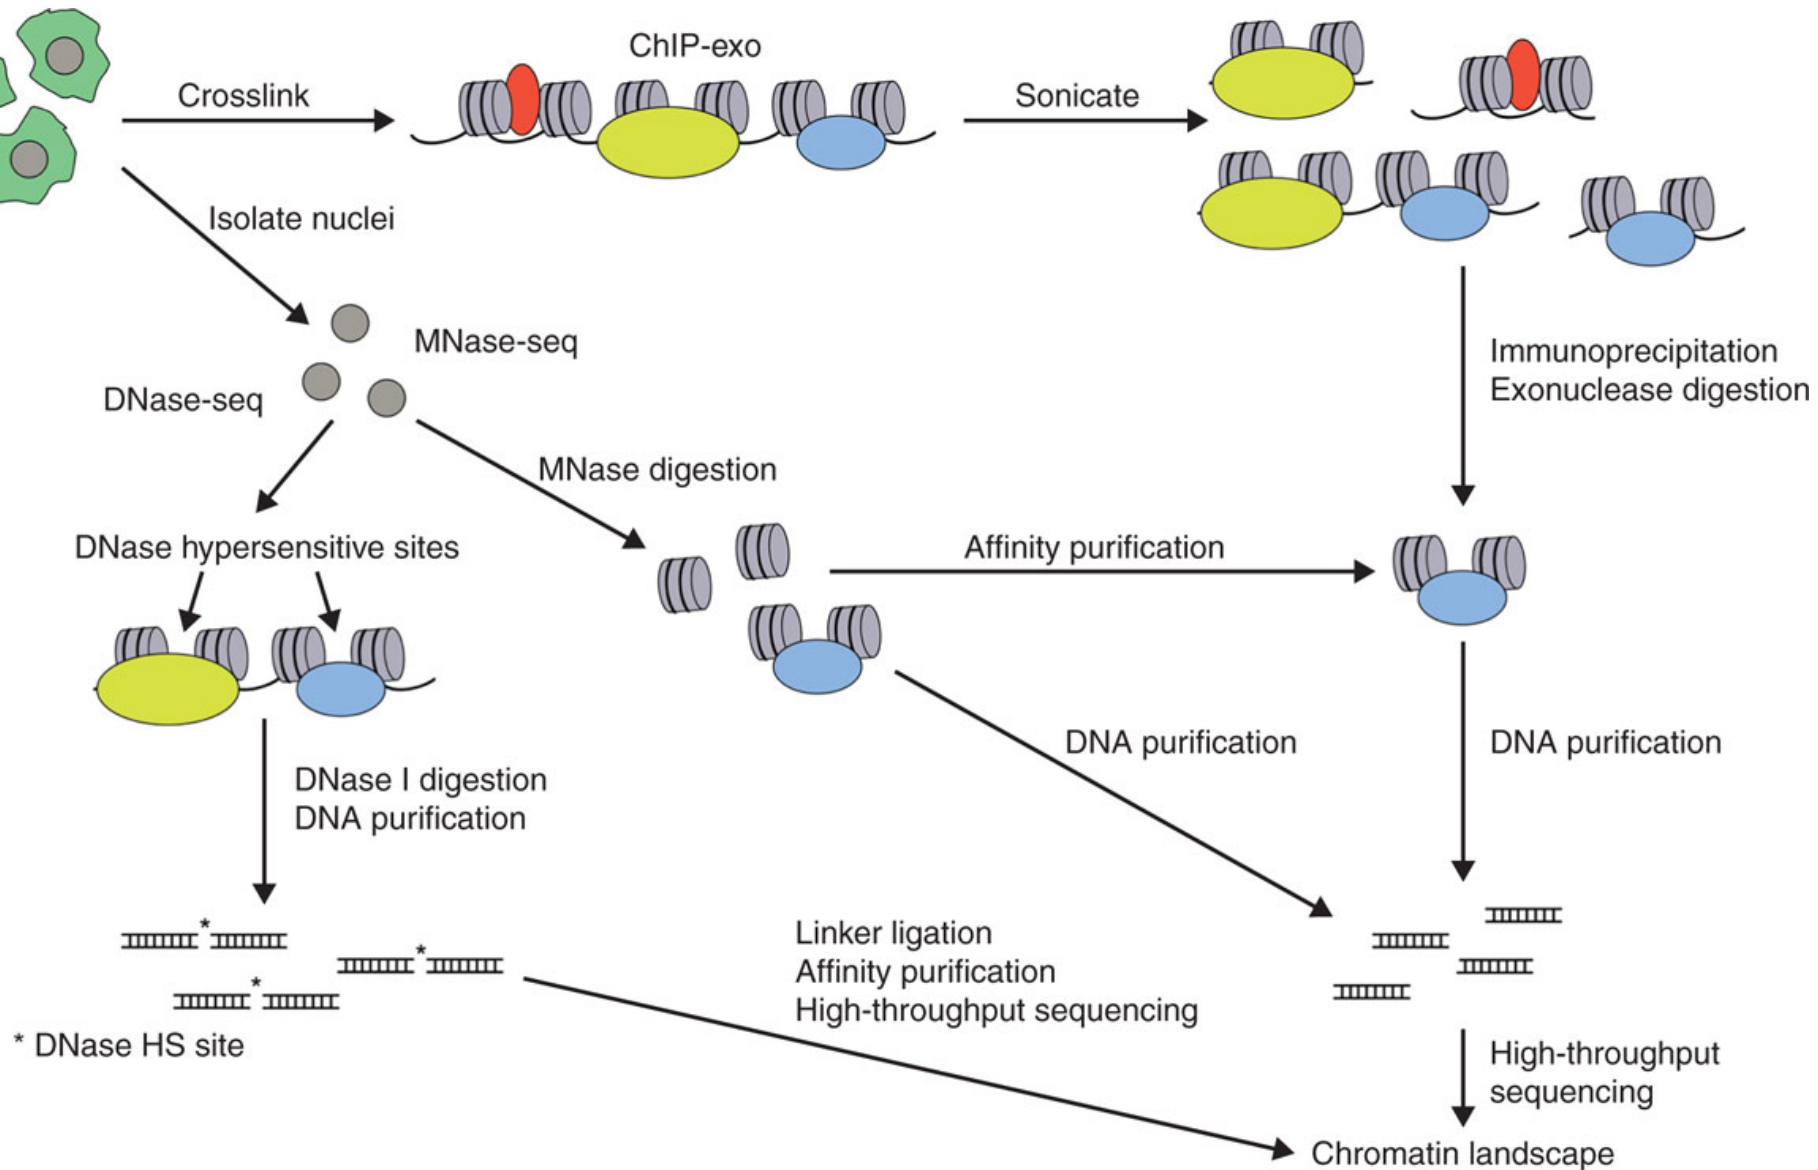 ChIP-exo
Crosslink
Sonicate
Isolate nuclei
MNase-seq
DNase-seq
Immunoprecipitation
Exonuclease digestion
MNase digestion
DNase hypersensitive sites
Affinity purification
DNA purification
DNA purification
DNase I digestion
DNA purification
*
*
*
* DNase HS site
Linker ligation
Affinity purification
High-throughput sequencing
High-throughput
sequencing
Chromatin landscape